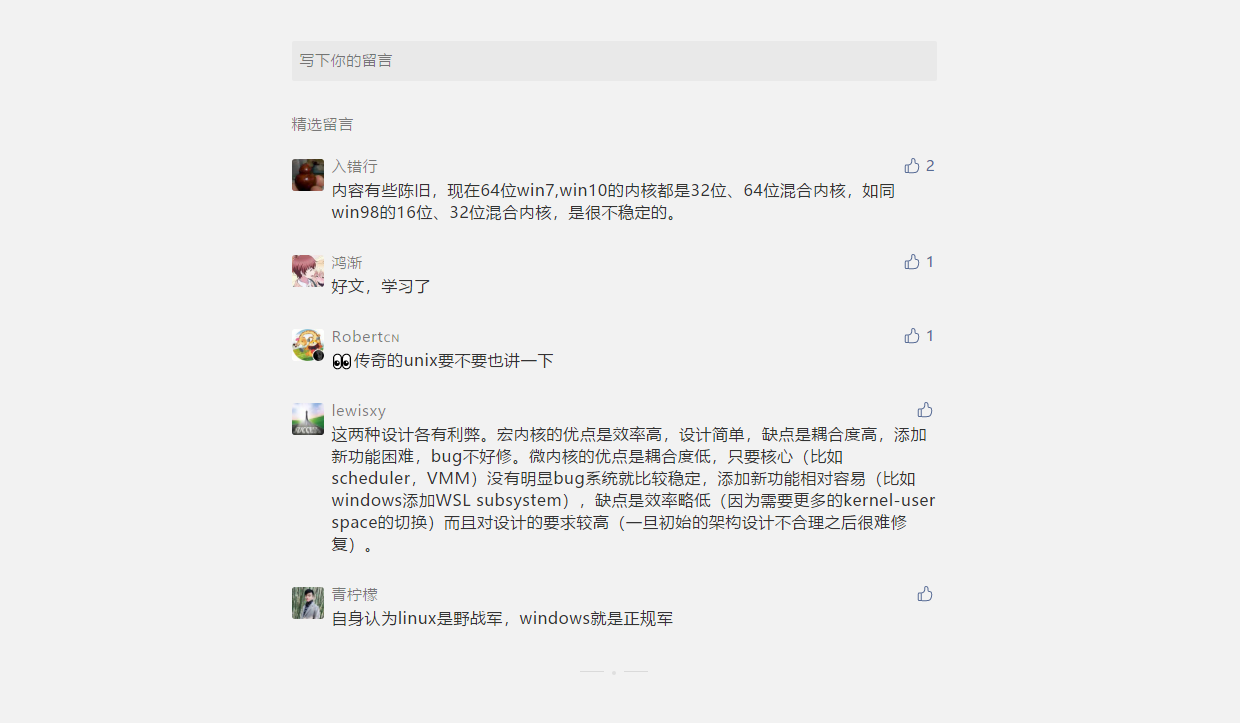 写下你的留言
精选留言
入错行
2
内容有些陈旧，现在64位win7,win10的内核都是32位、64位混合内核，如同
win98的16位、32位混合内核，是很不稳定的。
鸿渐
1
好文，学习了
Robertcn
1
👀传奇的unix要不要也讲一下
lewisxy
这两种设计各有利弊。宏内核的优点是效率高，设计简单，缺点是耦合度高，添加
新功能困难，bug不好修。微内核的优点是耦合度低，只要核心（比如
scheduler，VMM）没有明显bug系统就比较稳定，添加新功能相对容易（比如
windows添加WSL subsystem），缺点是效率略低（因为需要更多的kernel-user
space的切换）而且对设计的要求较高（一旦初始的架构设计不合理之后很难修
复）。
青柠檬
自身认为linux是野战军，windows就是正规军